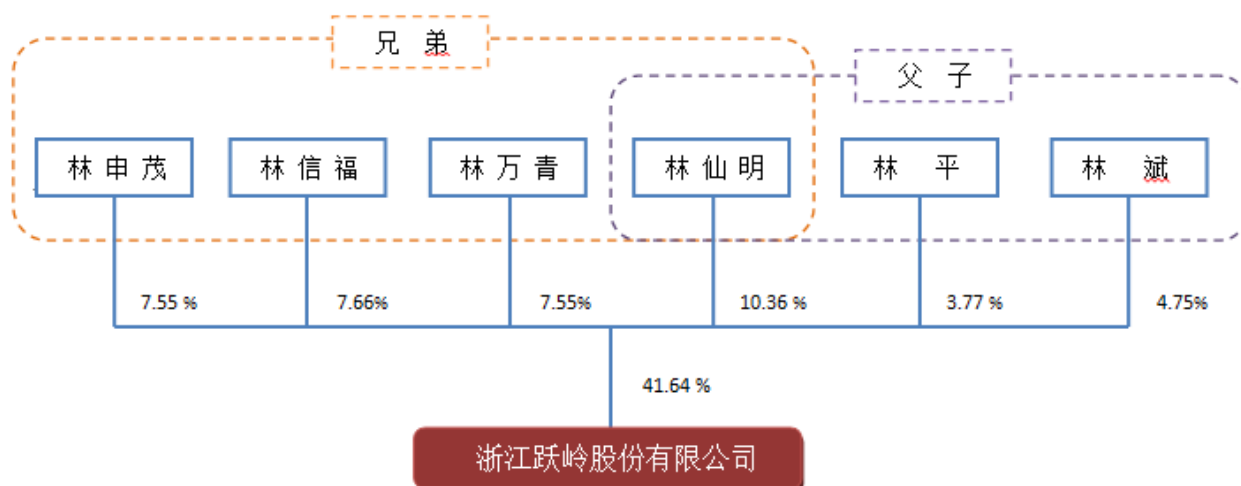 兄 弟
父 子
林 申 茂
林 信 福
林 万 青
林 仙 明
林 平
林 斌
7.55 %
7.66%
7.55%
10.36 %
3.77 %
4.75%
41.64 %
浙江跃岭股份有限公司